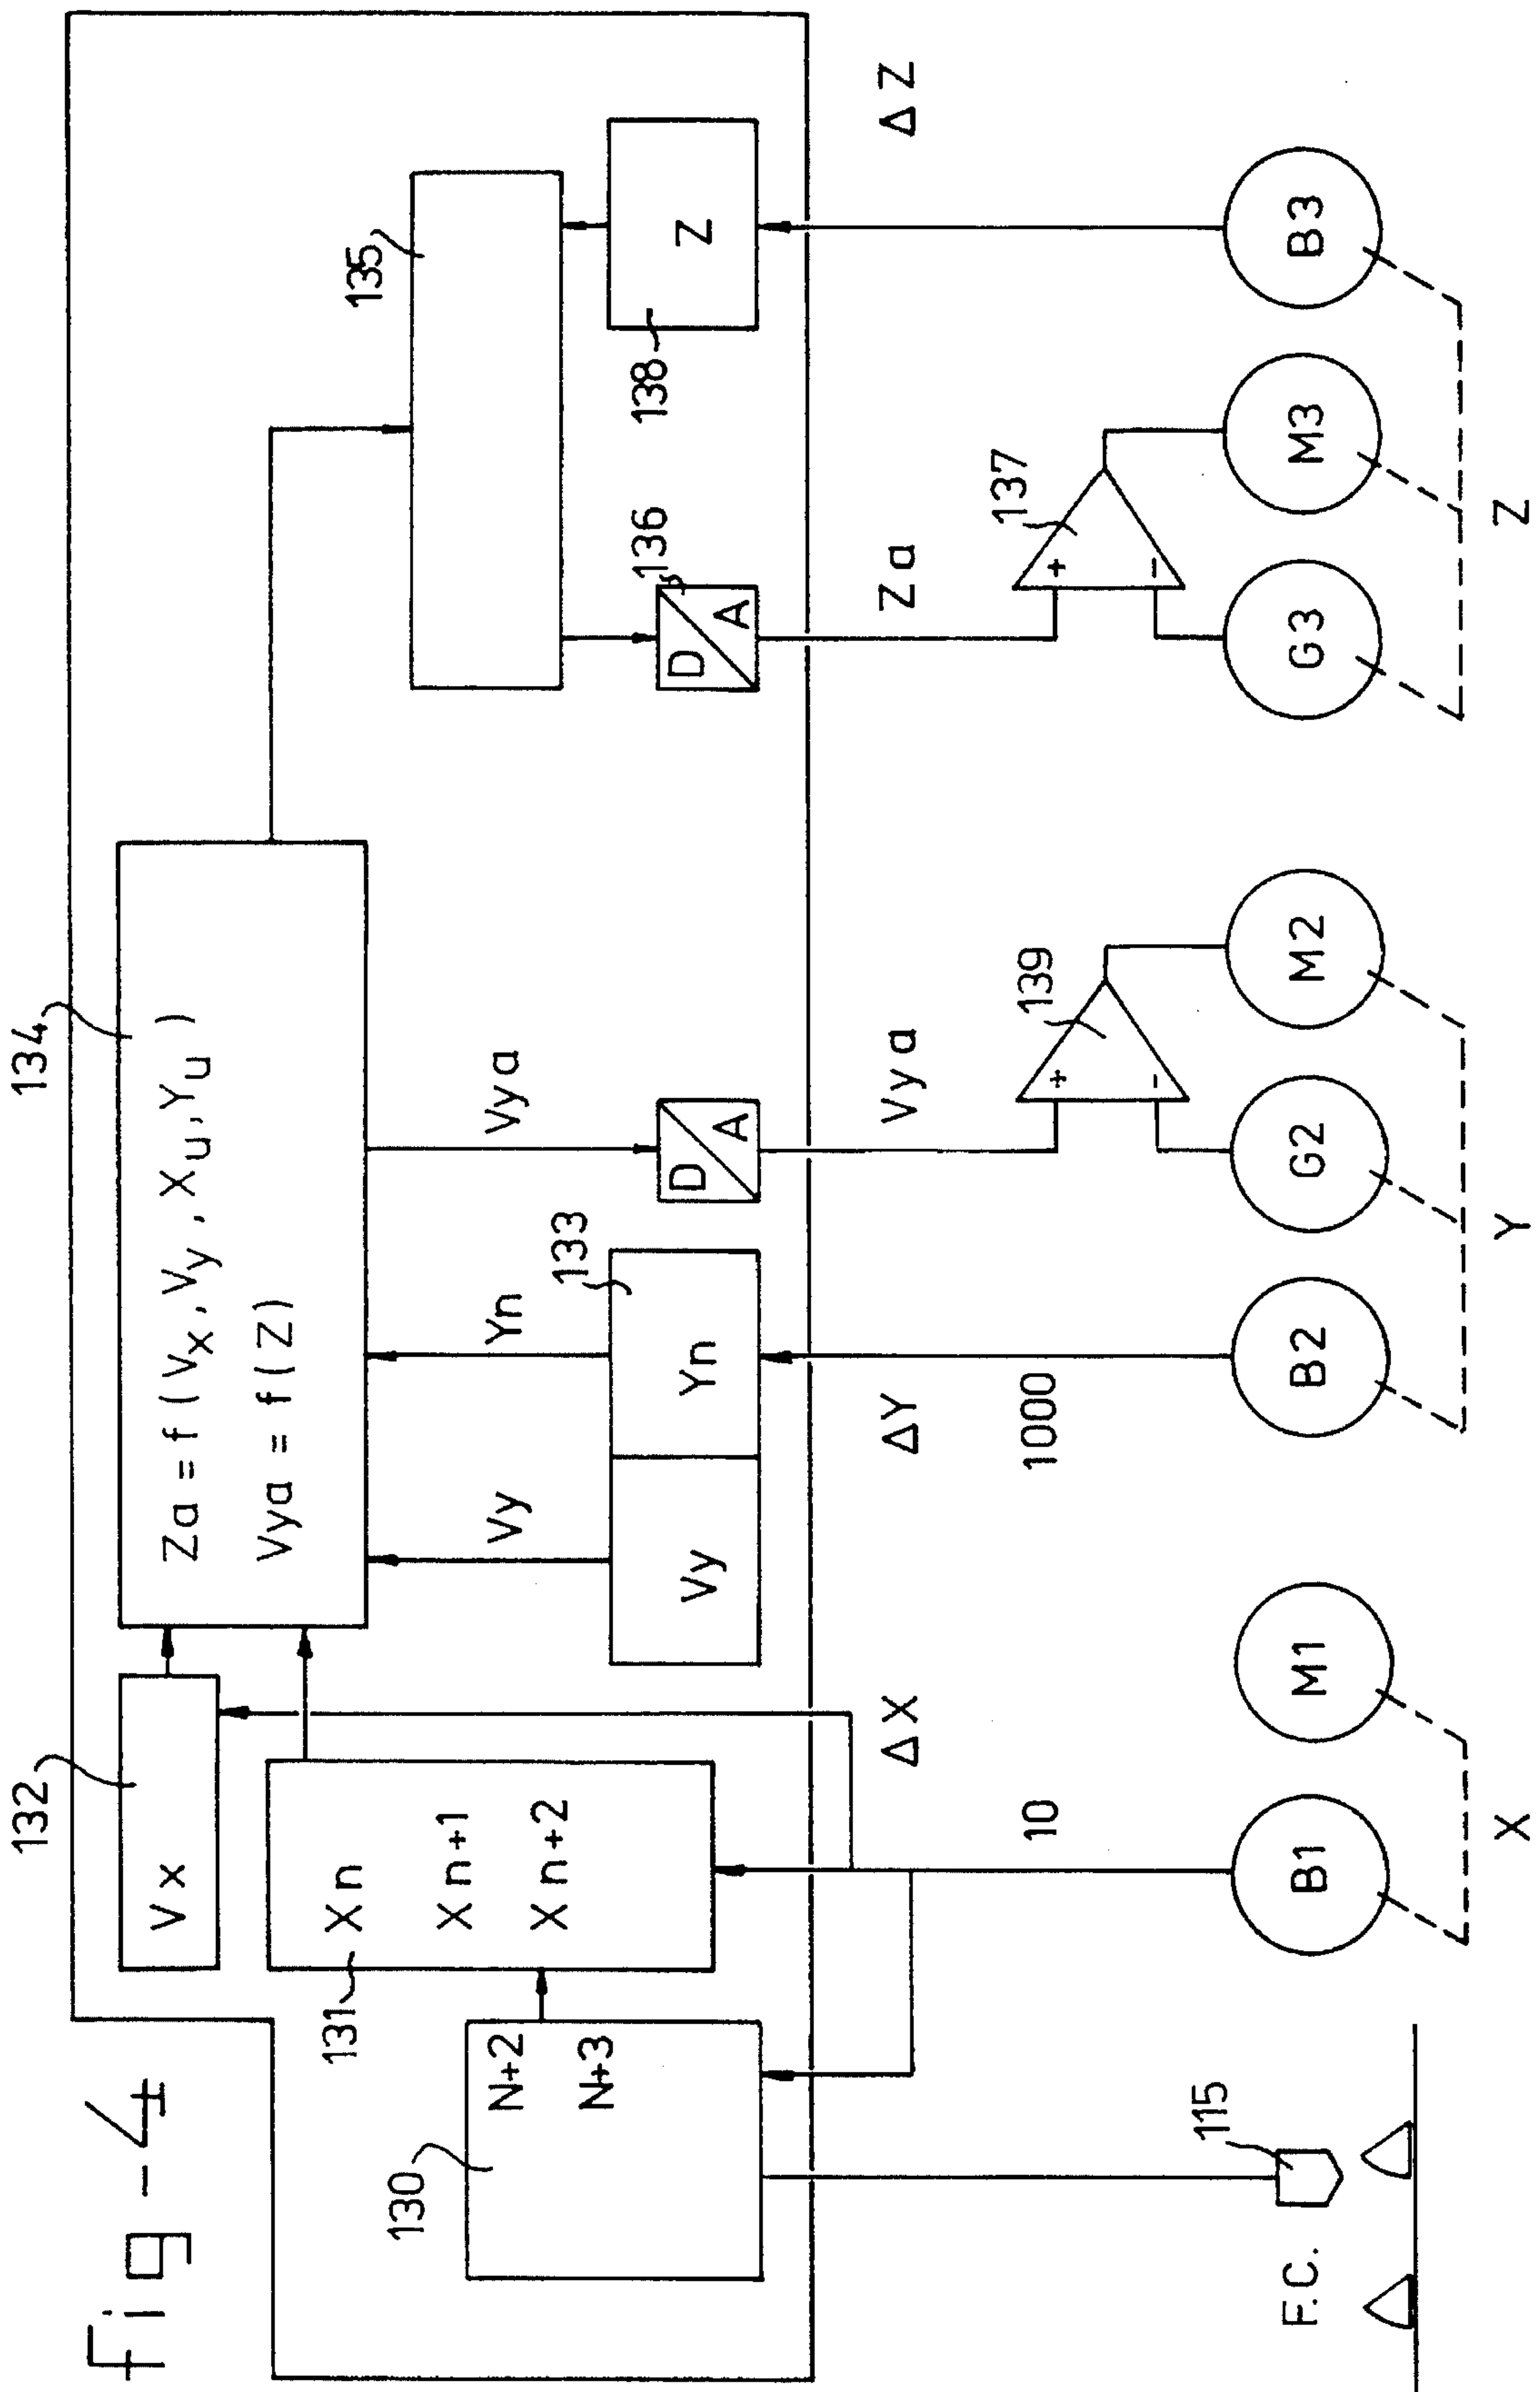 Fig-4
132
134
Vx
Za = f ( Vx , Vy , Xu , Yu )
Vya = f ( Z )
131
Xn
Xn+1
Xn+2
130
N+2
N+3
135
Vy
Yn
Vya
133
Vy
Yn
D
A
136
D
A
138
Z
ΔX
ΔY
Vya
Za
ΔZ
10
1000
139
+
-
137
+
-
115
F.C.
B1
M1
B2
G2
M2
G3
M3
B3
X
Y
Z